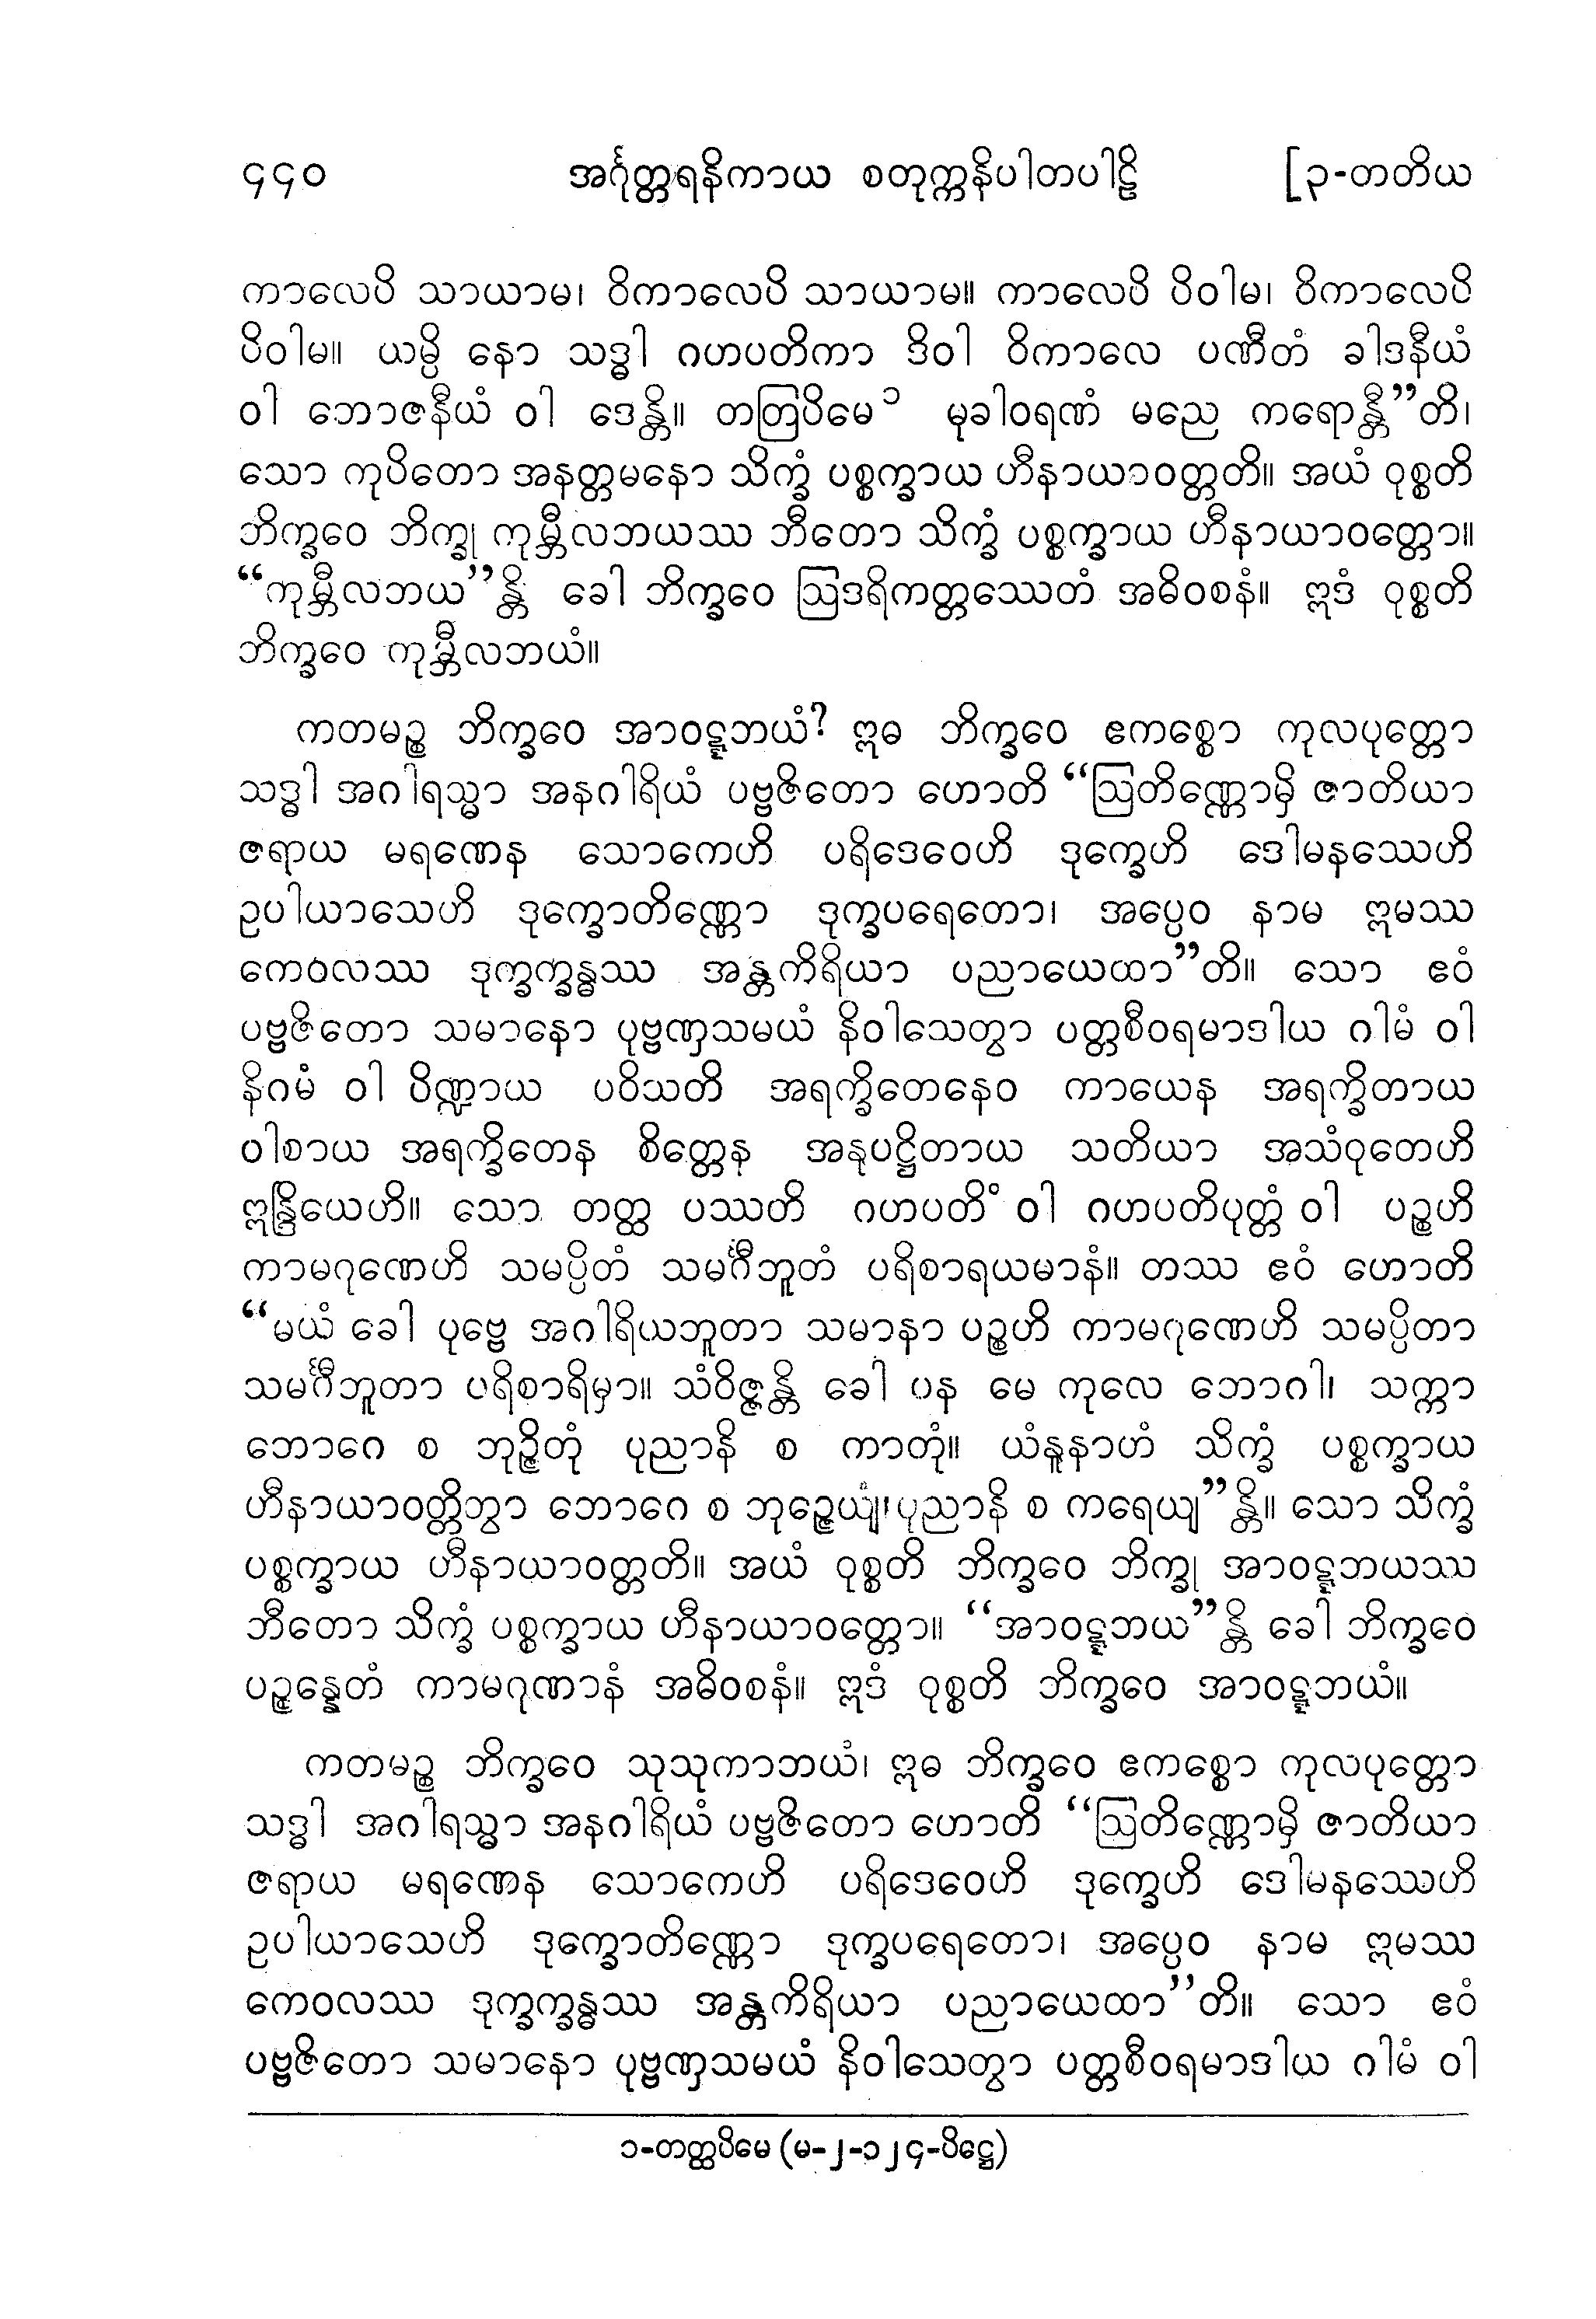 ၄၄၀ အင်္ဂုတ္တရနိကာယ စတုက္ကနိပါတပါဠိ [၃-တတိယ
ကာလေပိ သာယာမ၊ ဝိကာလေပိ သာယာမ။ ကာလေပိ ပိဝါမ၊ ဝိကာလေပိ
ပိဝါမ။ ယမ္ပိ နော သဒ္ဓါ ဂဟပတိကာ ဒိဝါ ဝိကာလေ ပဏီတံ ခါဒနီယံ
ဝါ ဘောဇနီယံ ဝါ ဒေန္တိ။ တတြပိမေ ၁ မုခါဝရဏံ မညေ ကရောန္တီ”တိ၊
သော ကုပိတော အနတ္တမနော သိက္ခံ ပစ္စက္ခာယ ဟီနာယာဝတ္တတိ။ အယံ ဝုစ္စတိ
ဘိက္ခဝေ ဘိက္ခု ကုမ္ဘီလဘယဿ ဘီတော သိက္ခံ ပစ္စက္ခာယ ဟီနာယာဝတ္တော။
“ကုမ္ဘီလဘယ”န္တိ ခေါ ဘိက္ခဝေ ဩဒရိကတ္တဿေတံ အဓိဝစနံ။ ဣဒံ ဝုစ္စတိ
ဘိက္ခဝေ ကုမ္ဘီလဘယံ။
ကတမဉ္စ ဘိက္ခဝေ အာဝဋ္ဋဘယံ? ဣဓ ဘိက္ခဝေ ဧကစ္စော ကုလပုတ္တော
သဒ္ဓါ အဂါရသ္မာ အနဂါရိယံ ပဗ္ဗဇိတော ဟောတိ “ဩတိဏ္ဏောမှိ ဇာတိယာ
ဇရာယ မရဏေန သောကေဟိ ပရိဒေဝေဟိ ဒုက္ခေဟိ ဒေါမနဿေဟိ
ဥပါယာသေဟိ ဒုက္ခောတိဏ္ဏော ဒုက္ခပရေတော၊ အပ္ပေဝ နာမ ဣမဿ
ကေဝလဿ ဒုက္ခက္ခန္ဓဿ အန္တကိရိယာ ပညာယေထာ”တိ။ သော ဧဝံ
ပဗ္ဗဇိတော သမာနော ပုဗ္ဗဏှသမယံ နိဝါသေတွာ ပတ္တစီဝရမာဒါယ ဂါမံ ဝါ
နိဂမံ ဝါ ပိဏ္ဍာယ ပဝိသတိ အရက္ခိတေနေဝ ကာယေန အရက္ခိတာယ
ဝါစာယ အရက္ခိတေန စိတ္တေန အနုပဋ္ဌိတာယ သတိယာ အသံဝုတေဟိ
ဣန္ဒြိယေဟိ။ သော တတ္ထ ပဿတိ ဂဟပတိံ ဝါ ဂဟပတိပုတ္တံ ဝါ ပဉ္စဟိ
ကာမဂုဏေဟိ သမပ္ပိတံ သမင်္ဂီဘူတံ ပရိစာရယမာနံ။ တဿ ဧဝံ ဟောတိ
“မယံ ခေါ ပုဗ္ဗေ အဂါရိယဘူတာ သမာနာ ပဉ္စဟိ ကာမဂုဏေဟိ သမပ္ပိတာ
သမင်္ဂီဘူတာ ပရိစာရိမှာ။ သံဝိဇ္ဇန္တိ ခေါ ပန မေ ကုလေ ဘောဂါ၊ သက္ကာ
ဘောဂေ စ ဘုဉ္ဇိတုံ ပုညာနိ စ ကာတုံ။ ယံနူနာဟံ သိက္ခံ ပစ္စက္ခာယ
ဟီနာယာဝတ္တိတွာ ဘောဂေ စ ဘုဉ္ဇေယျံ၊ ပုညာနိ စ ကရေယျ”န္တိ။ သော သိက္ခံ
ပစ္စက္ခာယ ဟီနာယာဝတ္တတိ။ အယံ ဝုစ္စတိ ဘိက္ခဝေ ဘိက္ခု အာဝဋ္ဋဘယဿ
ဘီတော သိက္ခံ ပစ္စက္ခာယ ဟီနာယာဝတ္တော။ “အာဝဋ္ဋဘယ”န္တိ ခေါ ဘိက္ခဝေ
ပဉ္စန္နေတံ ကာမဂုဏာနံ အဓိဝစနံ။ ဣဒံ ဝုစ္စတိ ဘိက္ခဝေ အာဝဋ္ဋဘယံ။
ကတမဉ္စ ဘိက္ခဝေ သုသုကာဘယံ၊ ဣဓ ဘိက္ခဝေ ဧကစ္စော ကုလပုတ္တော
သဒ္ဓါ အဂါရသ္မာ အနဂါရိယံ ပဗ္ဗဇိတော ဟောတိ “ဩတိဏ္ဏောမှိ ဇာတိယာ
ဇရာယ မရဏေန သောကေဟိ ပရိဒေဝေဟိ ဒုက္ခေဟိ ဒေါမနဿေဟိ
ဥပါယာသေဟိ ဒုက္ခောတိဏ္ဏော ဒုက္ခပရေတော၊ အပ္ပေဝ နာမ ဣမဿ
ကေဝလဿ ဒုက္ခက္ခန္ဓဿ အန္တကိရိယာ ပညာယေထာ”တိ။ သော ဧဝံ
ပဗ္ဗဇိတော သမာနော ပုဗ္ဗဏှသမယံ နိဝါသေတွာ ပတ္တစီဝရမာဒါယ ဂါမံ ဝါ
၁-တတ္ထပိမေ (မ-၂-၁၂၄-ပိဋ္ဌေ)